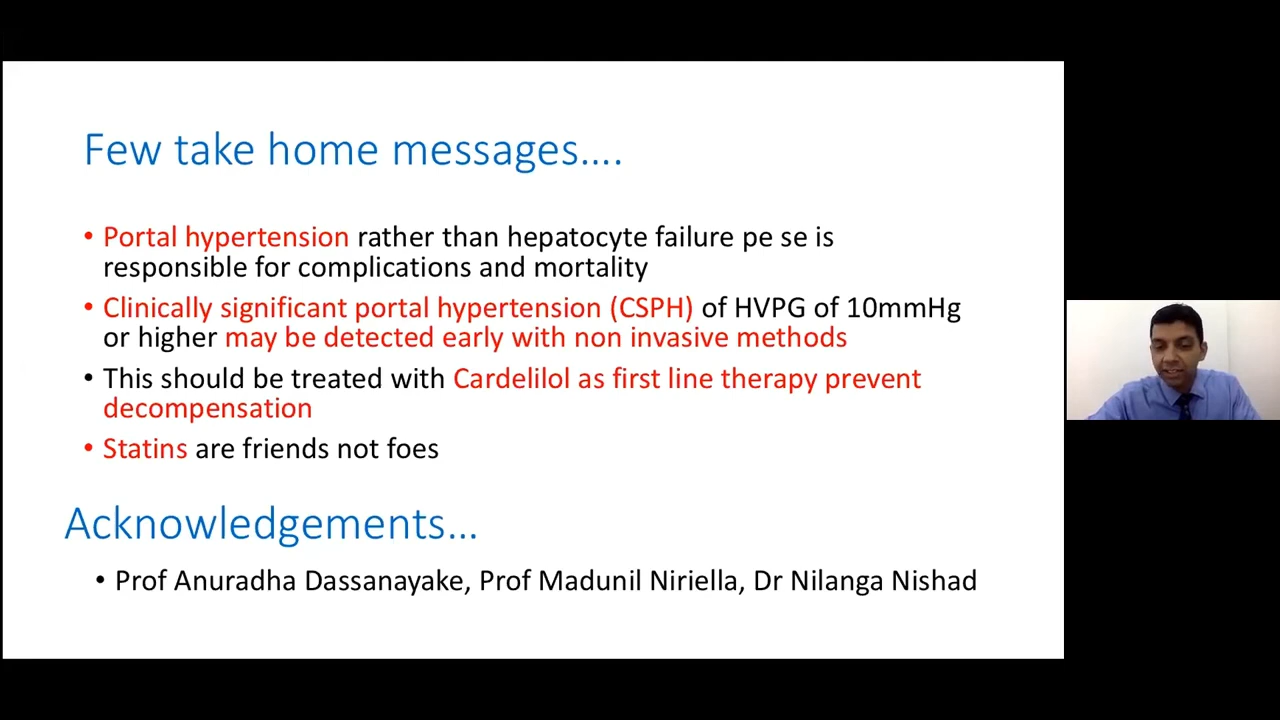 Few take home messages....
• Portal hypertension rather than hepatocyte failure pe se is
responsible for complications and mortality
• Clinically significant portal hypertension (CSPH) of HVPG of 10mmHg
or higher may be detected early with non invasive methods
• This should be treated with Cardelilol as first line therapy prevent
decompensation
• Statins are friends not foes
Acknowledgements...
• Prof Anuradha Dassanayake, Prof Madunil Niriella, Dr Nilanga Nishad